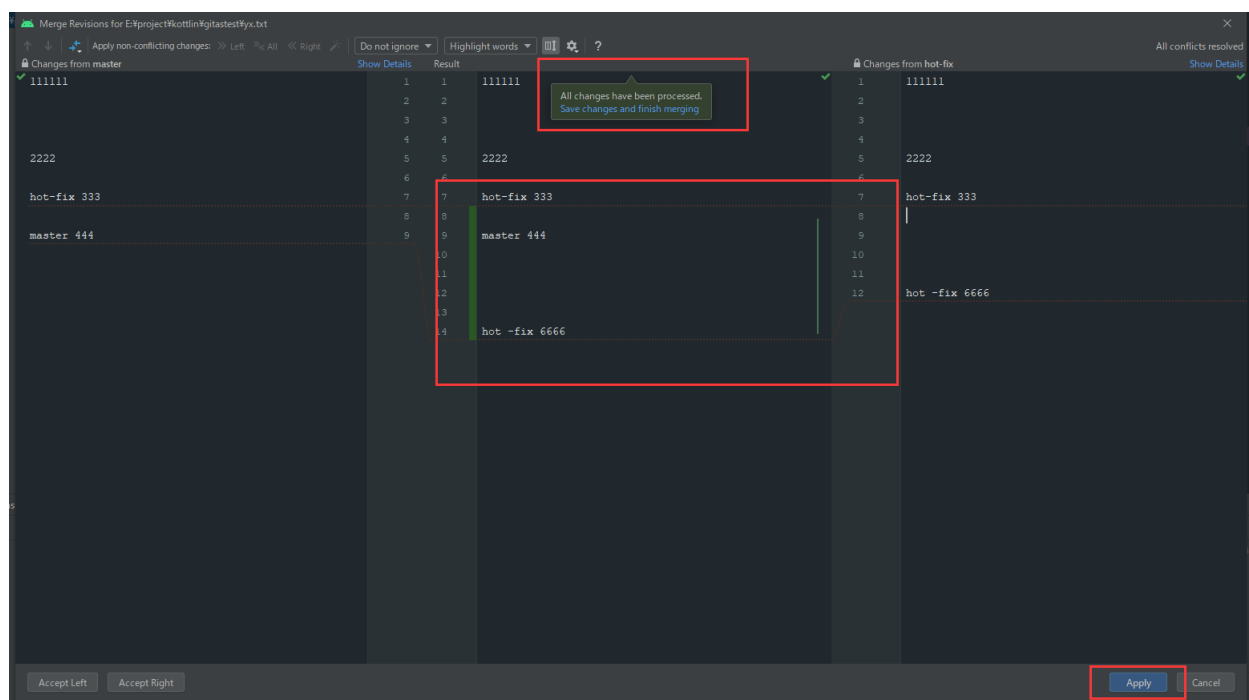 Merge Revisions for E:¥project¥kottlin¥gitastest¥yx.txt
Apply non-conflicting changes: Left All Right Do not ignore Highlight words ? All conflicts resolved
Changes from master Show Details Result Changes from hot-fix Show Details
111111 1 1 111111 1 111111
All changes have been processed.
2 2 2
Save changes and finish merging
3 3 3
4 4 4
2222 5 5 2222 5 2222
6 6 6
hot-fix 333 7 7 hot-fix 333 7 hot-fix 333
8 8 8
master 444 9 9 master 444 9
10 10
11 11
12 12 hot -fix 6666
13
14 hot -fix 6666
Accept Left Accept Right Apply Cancel